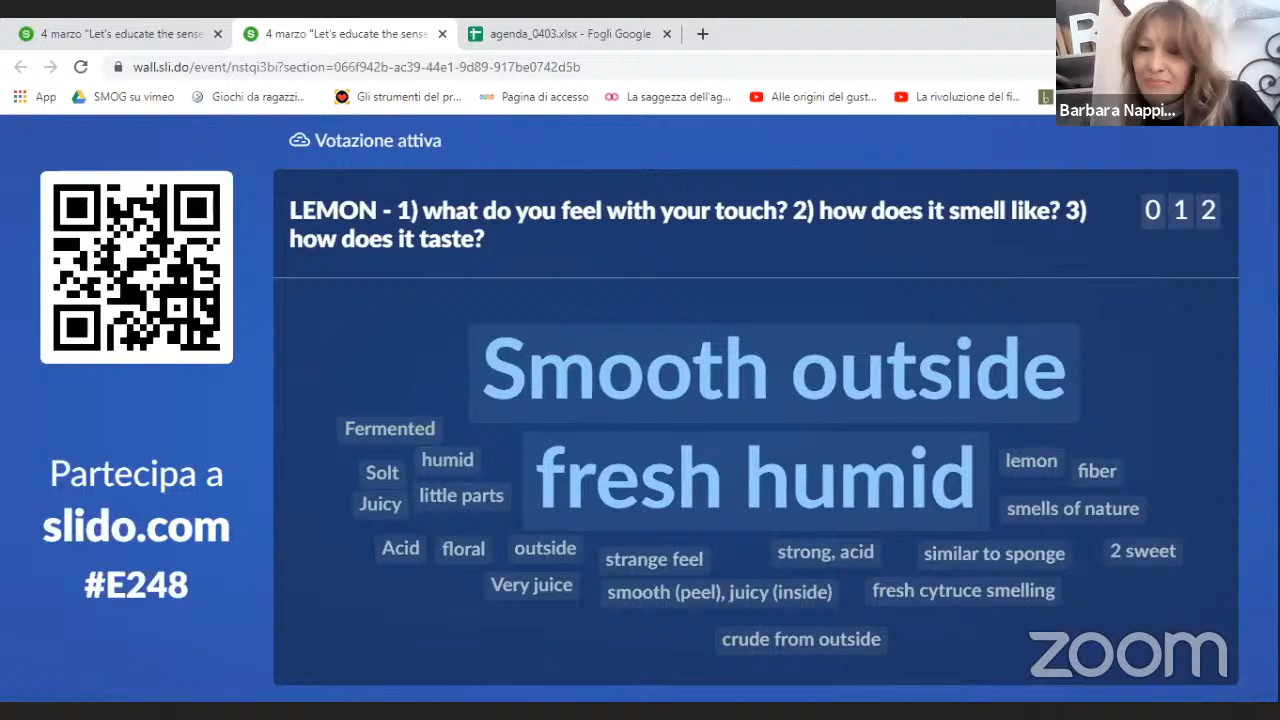 4 marzo "Let's educate the sense
4 marzo "Let's educate the sense
agenda_0403.xlsx - Fogli Google
wall.sli.do/event/nstqi3bi?section=066f942b-ac39-44e1-9d89-917be0742d5b
App
SMOG su vimeo
Giochi da ragazzi...
Gli strumenti del pr...
Pagina di accesso
La saggezza dell'ag...
Alle origini del gust...
La rivoluzione del fi...
Barbara Nappi...
Votazione attiva
LEMON - 1) what do you feel with your touch? 2) how does it smell like? 3)
how does it taste?
0 1 2
Smooth outside
Fermented
fresh humid
humid
lemon
Solt
fiber
little parts
Juicy
smells of nature
Acid
floral
outside
strange feel
strong, acid
similar to sponge
2 sweet
Very juice
smooth (peel), juicy (inside)
fresh cytruce smelling
crude from outside
Partecipa a
slido.com
#E248
zoom